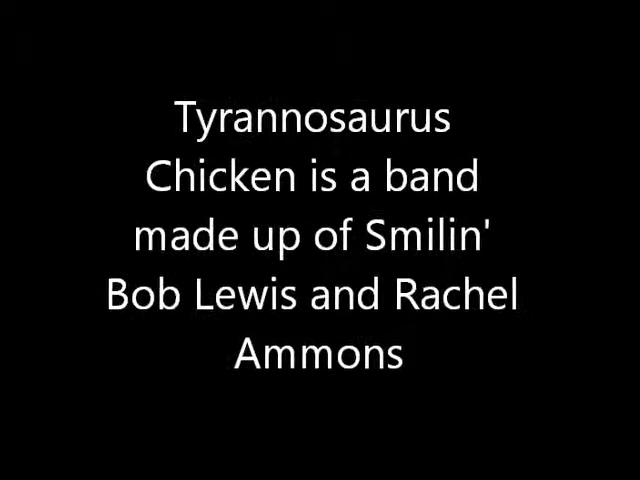 Tyrannosaurus
Chicken is a band
made up of Smilin'
Bob Lewis and Rachel
Ammons